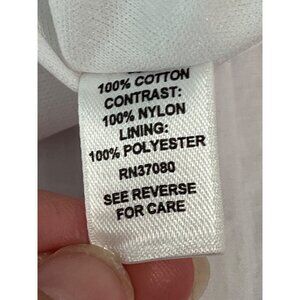 100% COTTON
CONTRAST:
100% NYLON
LINING:
100% POLYESTER
RN37080
SEE REVERSE
FOR CARE